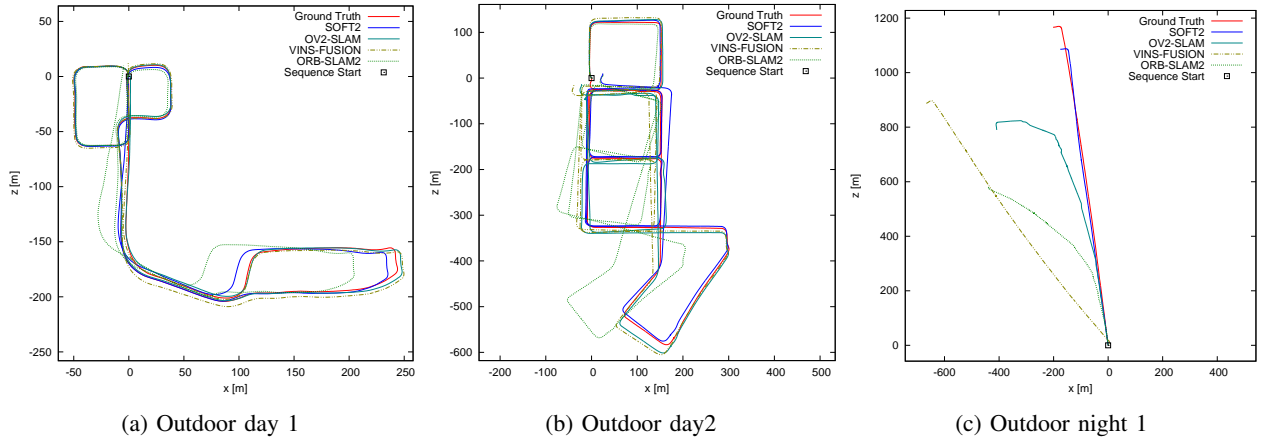 Ground Truth
SOFT2
OV2-SLAM
VINS-FUSION
ORB-SLAM2
Sequence Start
0
-50
-100
-150
-200
-250
z [m]
-50 0 50 100 150 200 250
x [m]
(a) Outdoor day 1
Ground Truth
SOFT2
OV2-SLAM
VINS-FUSION
ORB-SLAM2
Sequence Start
100
0
-100
-200
-300
-400
-500
-600
z [m]
-400 -200 0 200 400 500
x [m]
(b) Outdoor day2
Ground Truth
SOFT2
OV2-SLAM
VINS-FUSION
ORB-SLAM2
Sequence Start
1200
1000
800
600
400
200
0
z [m]
-600 -400 -200 0 200 400
x [m]
(c) Outdoor night 1